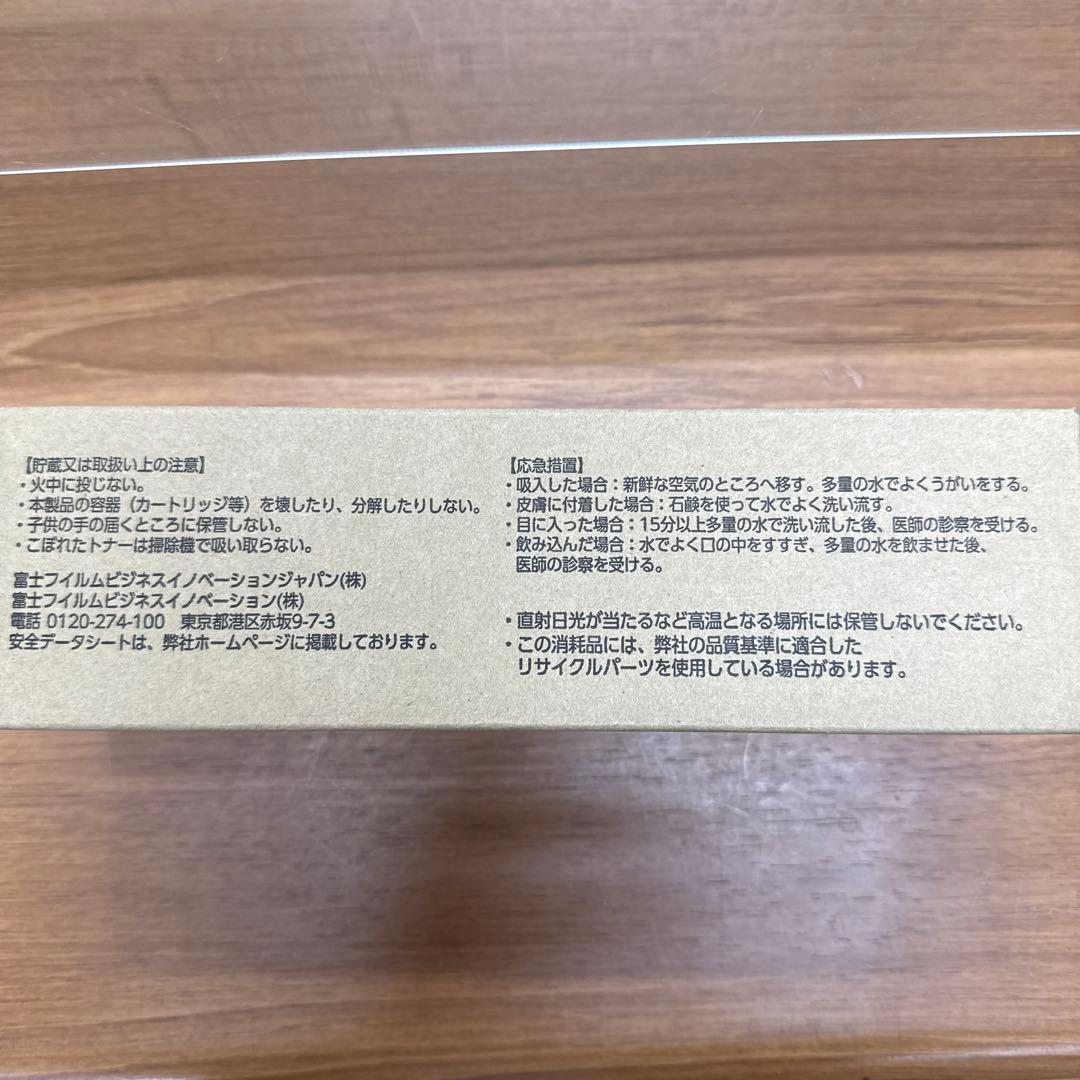 【貯蔵又は取扱い上の注意】
・火中に投じない。
・本製品の容器（カートリッジ等）を壊したり、分解したりしない。
・子供の手の届くところに保管しない。
・こぼれたトナーは掃除機で吸い取らない。
富士フイルムビジネスイノベーションジャパン(株)
富士フイルムビジネスイノベーション(株)
電話 0120-274-100　東京都港区赤坂9-7-3
安全データシートは、弊社ホームページに掲載しております。
【応急措置】
・吸入した場合：新鮮な空気のところへ移す。多量の水でよくうがいをする。
・皮膚に付着した場合：石鹸を使って水でよく洗い流す。
・目に入った場合：15分以上多量の水で洗い流した後、医師の診察を受ける。
・飲み込んだ場合：水でよく口の中をすすぎ、多量の水を飲ませた後、
医師の診察を受ける。
・直射日光が当たるなど高温となる場所には保管しないでください。
・この消耗品には、弊社の品質基準に適合した
リサイクルパーツを使用している場合があります。